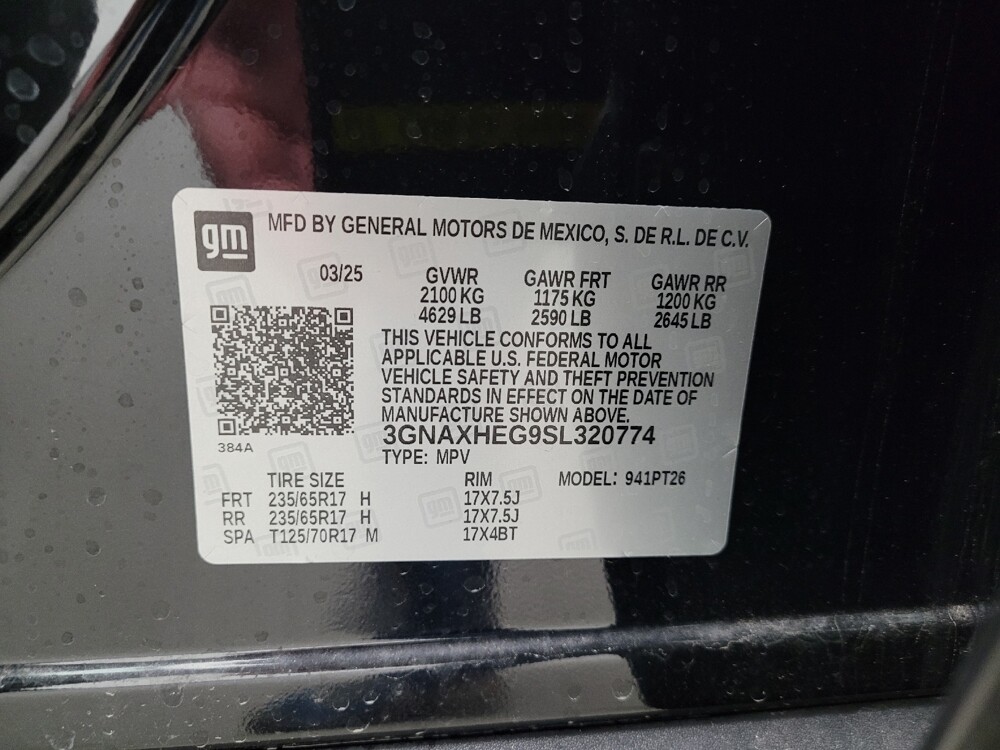 gm MFD BY GENERAL MOTORS DE MEXICO, S. DE R.L. DE C.V.
03/25 GVWR GAWR FRT GAWR RR
2100 KG 1175 KG 1200 KG
4629 LB 2590 LB 2645 LB
THIS VEHICLE CONFORMS TO ALL
APPLICABLE U.S. FEDERAL MOTOR
VEHICLE SAFETY AND THEFT PREVENTION
STANDARDS IN EFFECT ON THE DATE OF
MANUFACTURE SHOWN ABOVE.
3GNAXHEG9SL320774
384A
TYPE: MPV
TIRE SIZE RIM MODEL: 941PT26
FRT 235/65R17 H 17X7.5J
RR 235/65R17 H 17X7.5J
SPA T125/70R17 M 17X4BT